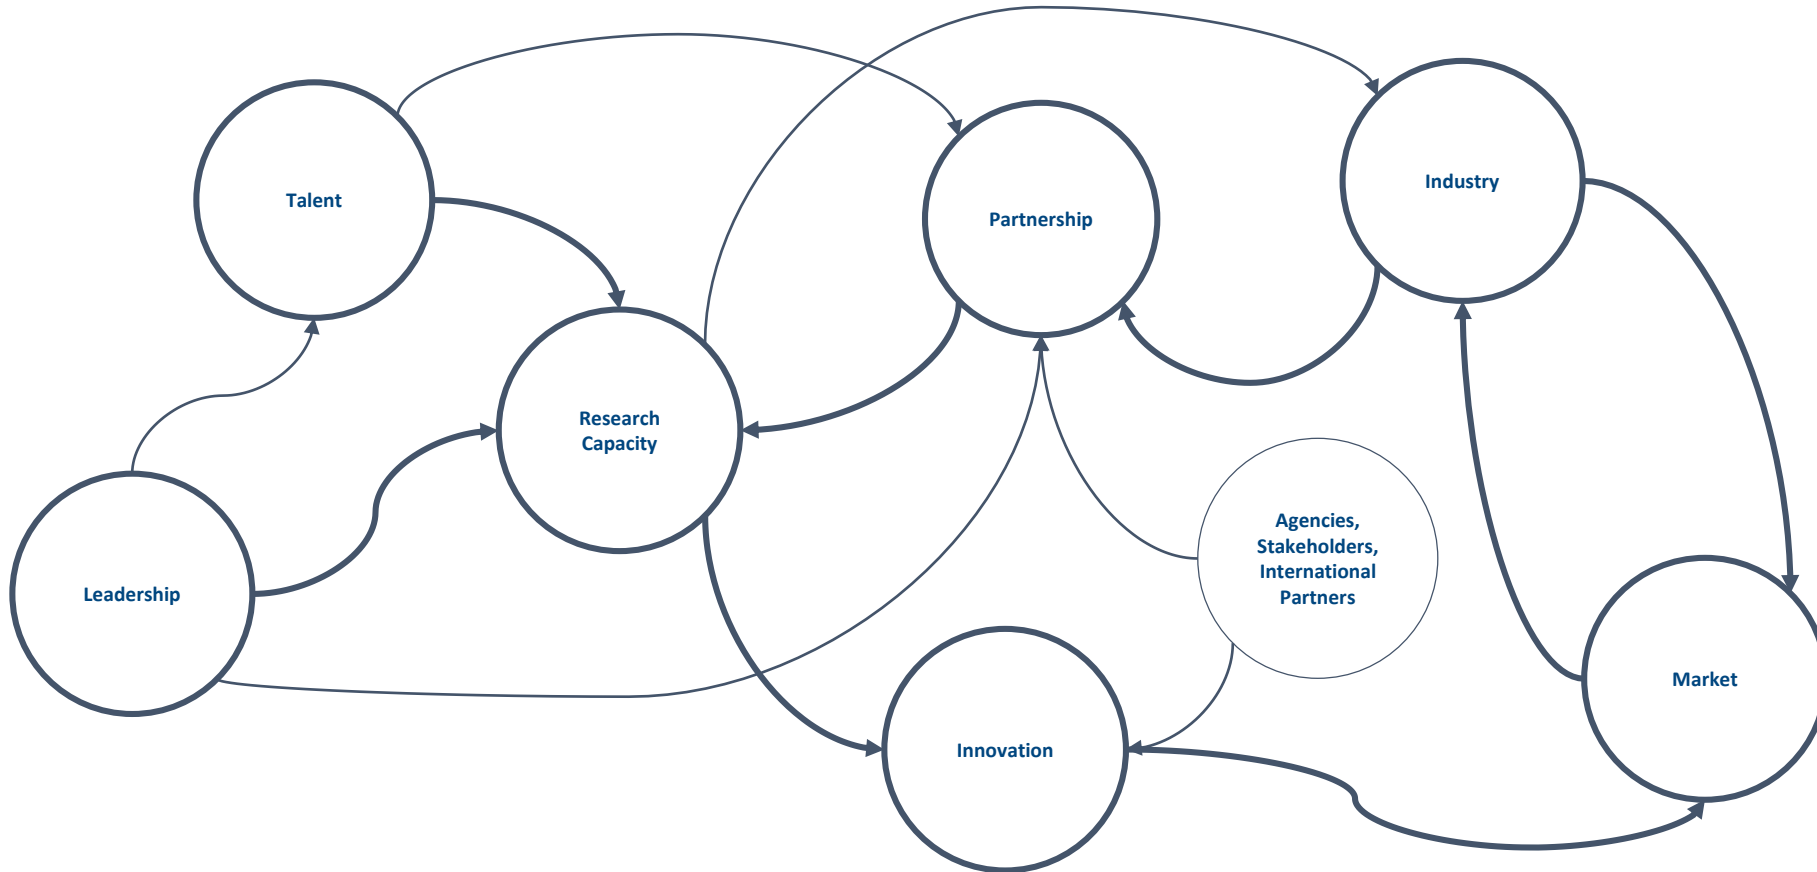 Talent
Partnership
Industry
Research
Capacity
Leadership
Agencies,
Stakeholders,
International
Partners
Market
Innovation